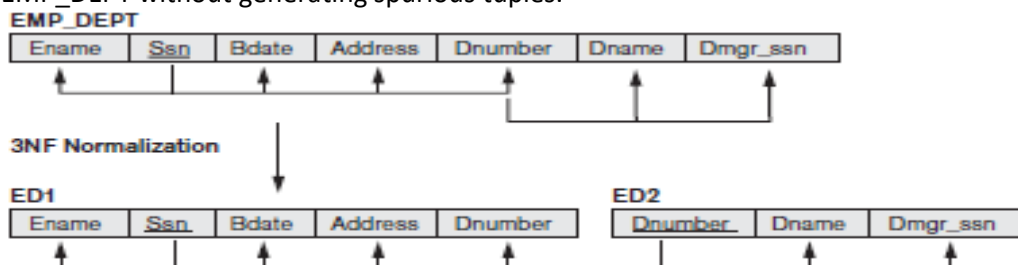 EMP_DEPT without generating spurious tuples.
EMP_DEPT
Ename Ssn Bdate Address Dnumber Dname Dmgr_ssn
3NF Normalization
ED1
Ename Ssn Bdate Address Dnumber
ED2
Dnumber Dname Dmgr_ssn